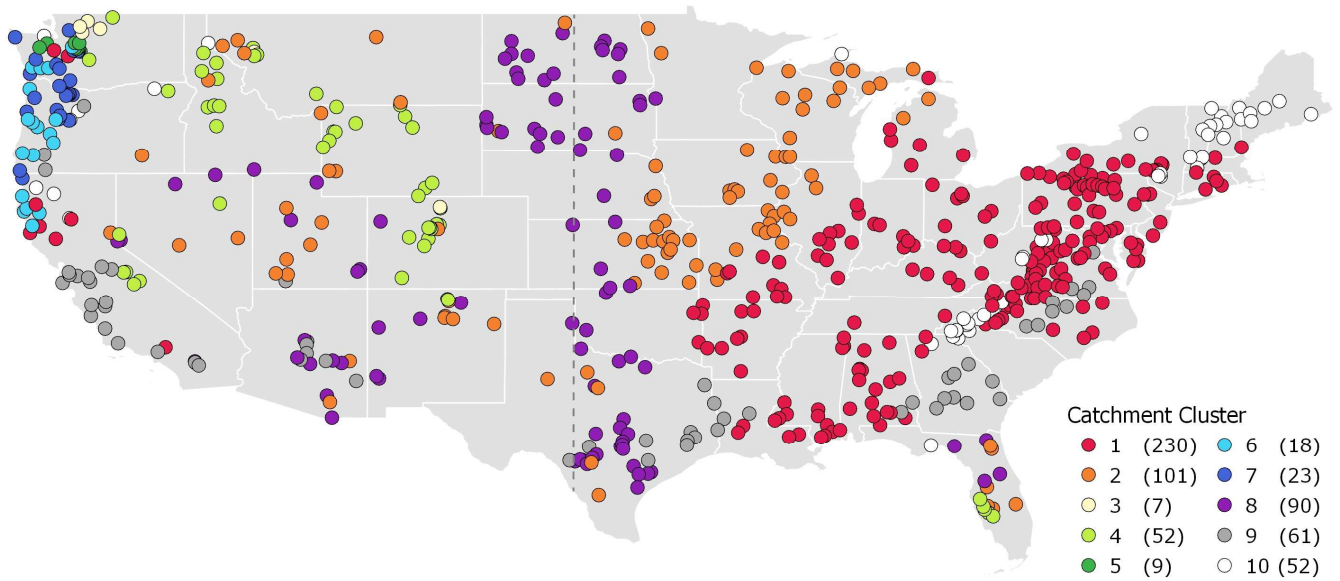 Catchment Cluster
1 (230) 6 (18)
2 (101) 7 (23)
3 (7) 8 (90)
4 (52) 9 (61)
5 (9) 10 (52)